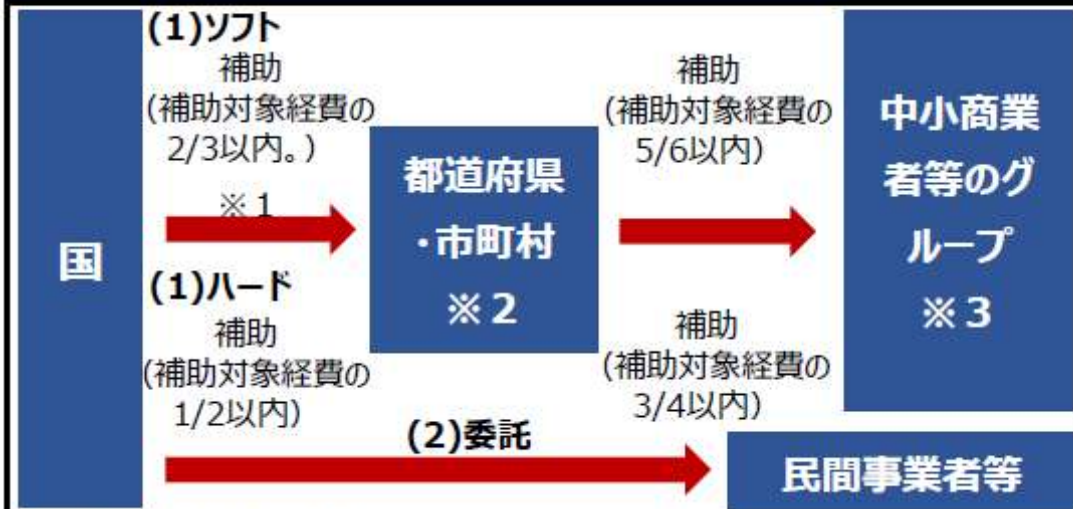 国
(1)ソフト
補助
(補助対象経費の
2/3以内。)
※1
(1)ハード
補助
(補助対象経費の
1/2以内)
都道府県
・市町村
※2
補助
(補助対象経費の
5/6以内)
補助
(補助対象経費の
3/4以内)
中小商業
者等のグ
ループ
※3
(2)委託
民間事業者等